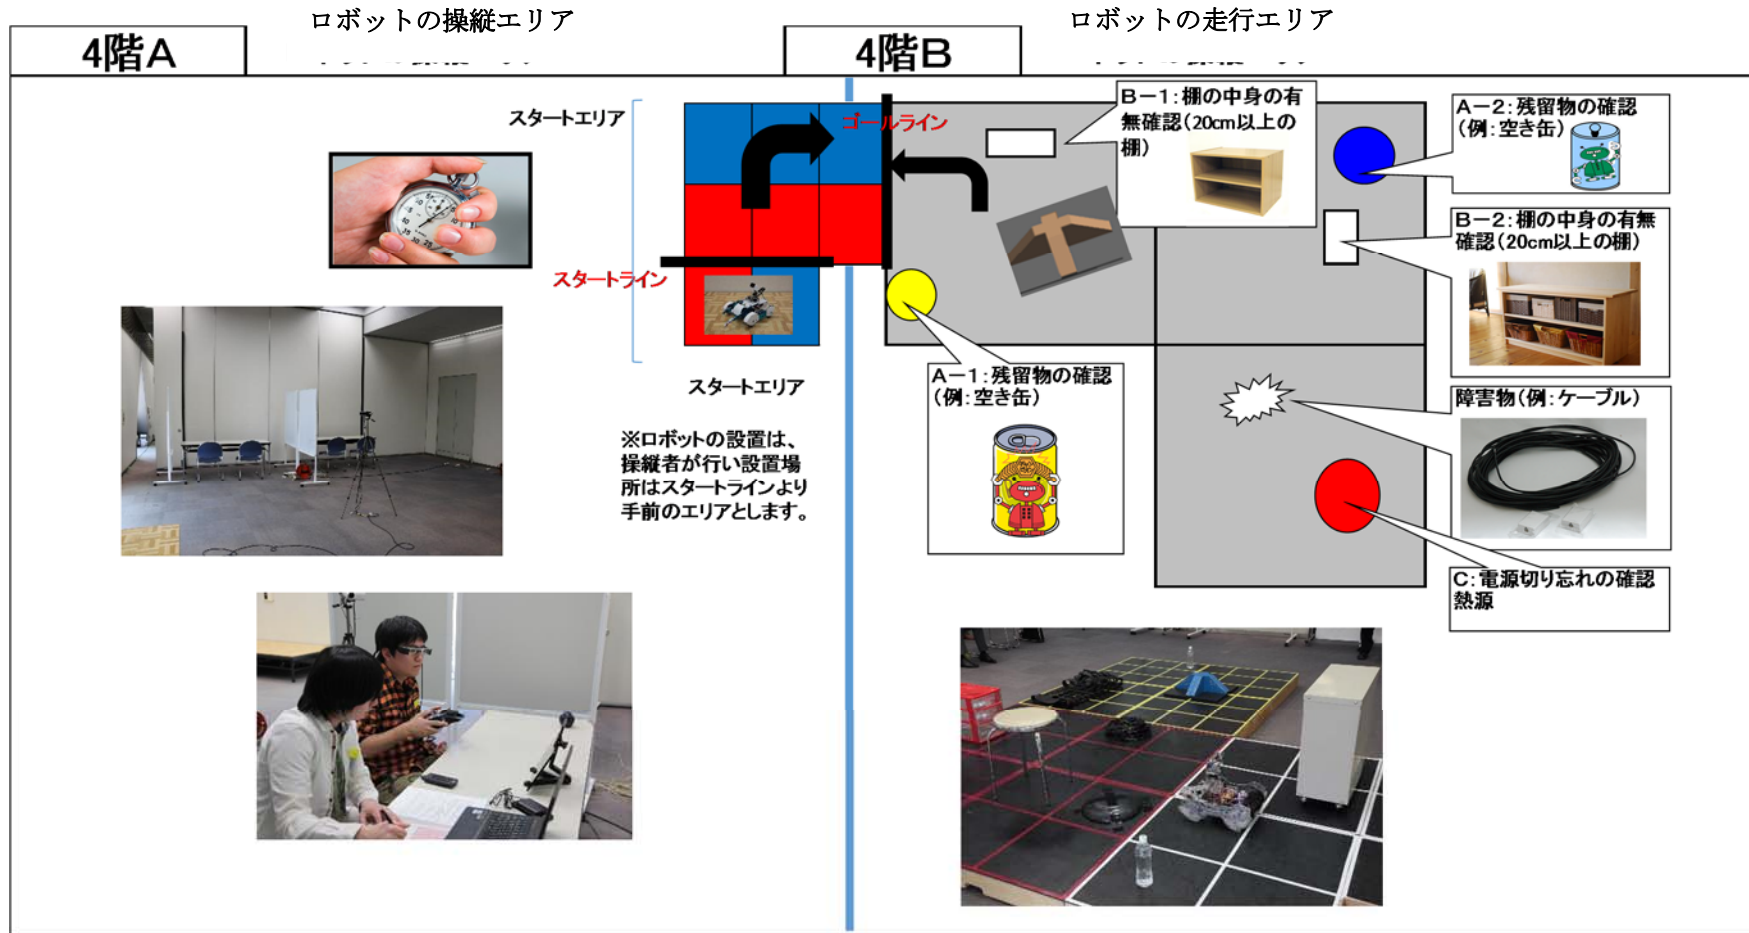 ロボットの操縦エリア
ロボットの走行エリア
4階A
4階B
スタートエリア
ゴールライン
B－1：棚の中身の有
無確認（20cm以上の
棚）
A－2：残留物の確認
（例：空き缶）
B－2：棚の中身の有無
確認（20cm以上の棚）
スタートライン
スタートエリア
A－1：残留物の確認
（例：空き缶）
障害物（例：ケーブル）
※ロボットの設置は、
操縦者が行い設置場
所はスタートラインより
手前のエリアとします。
C：電源切り忘れの確認
熱源